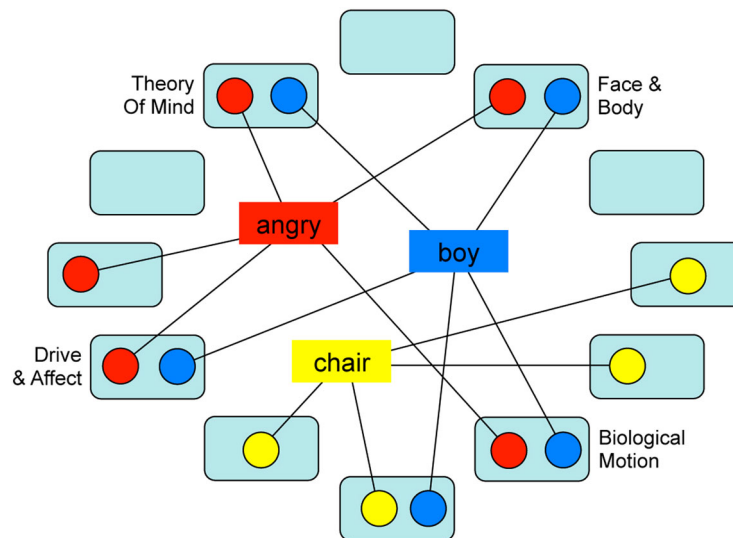 Theory
Of Mind
Face &
Body
angry
boy
Drive
& Affect
chair
Biological
Motion